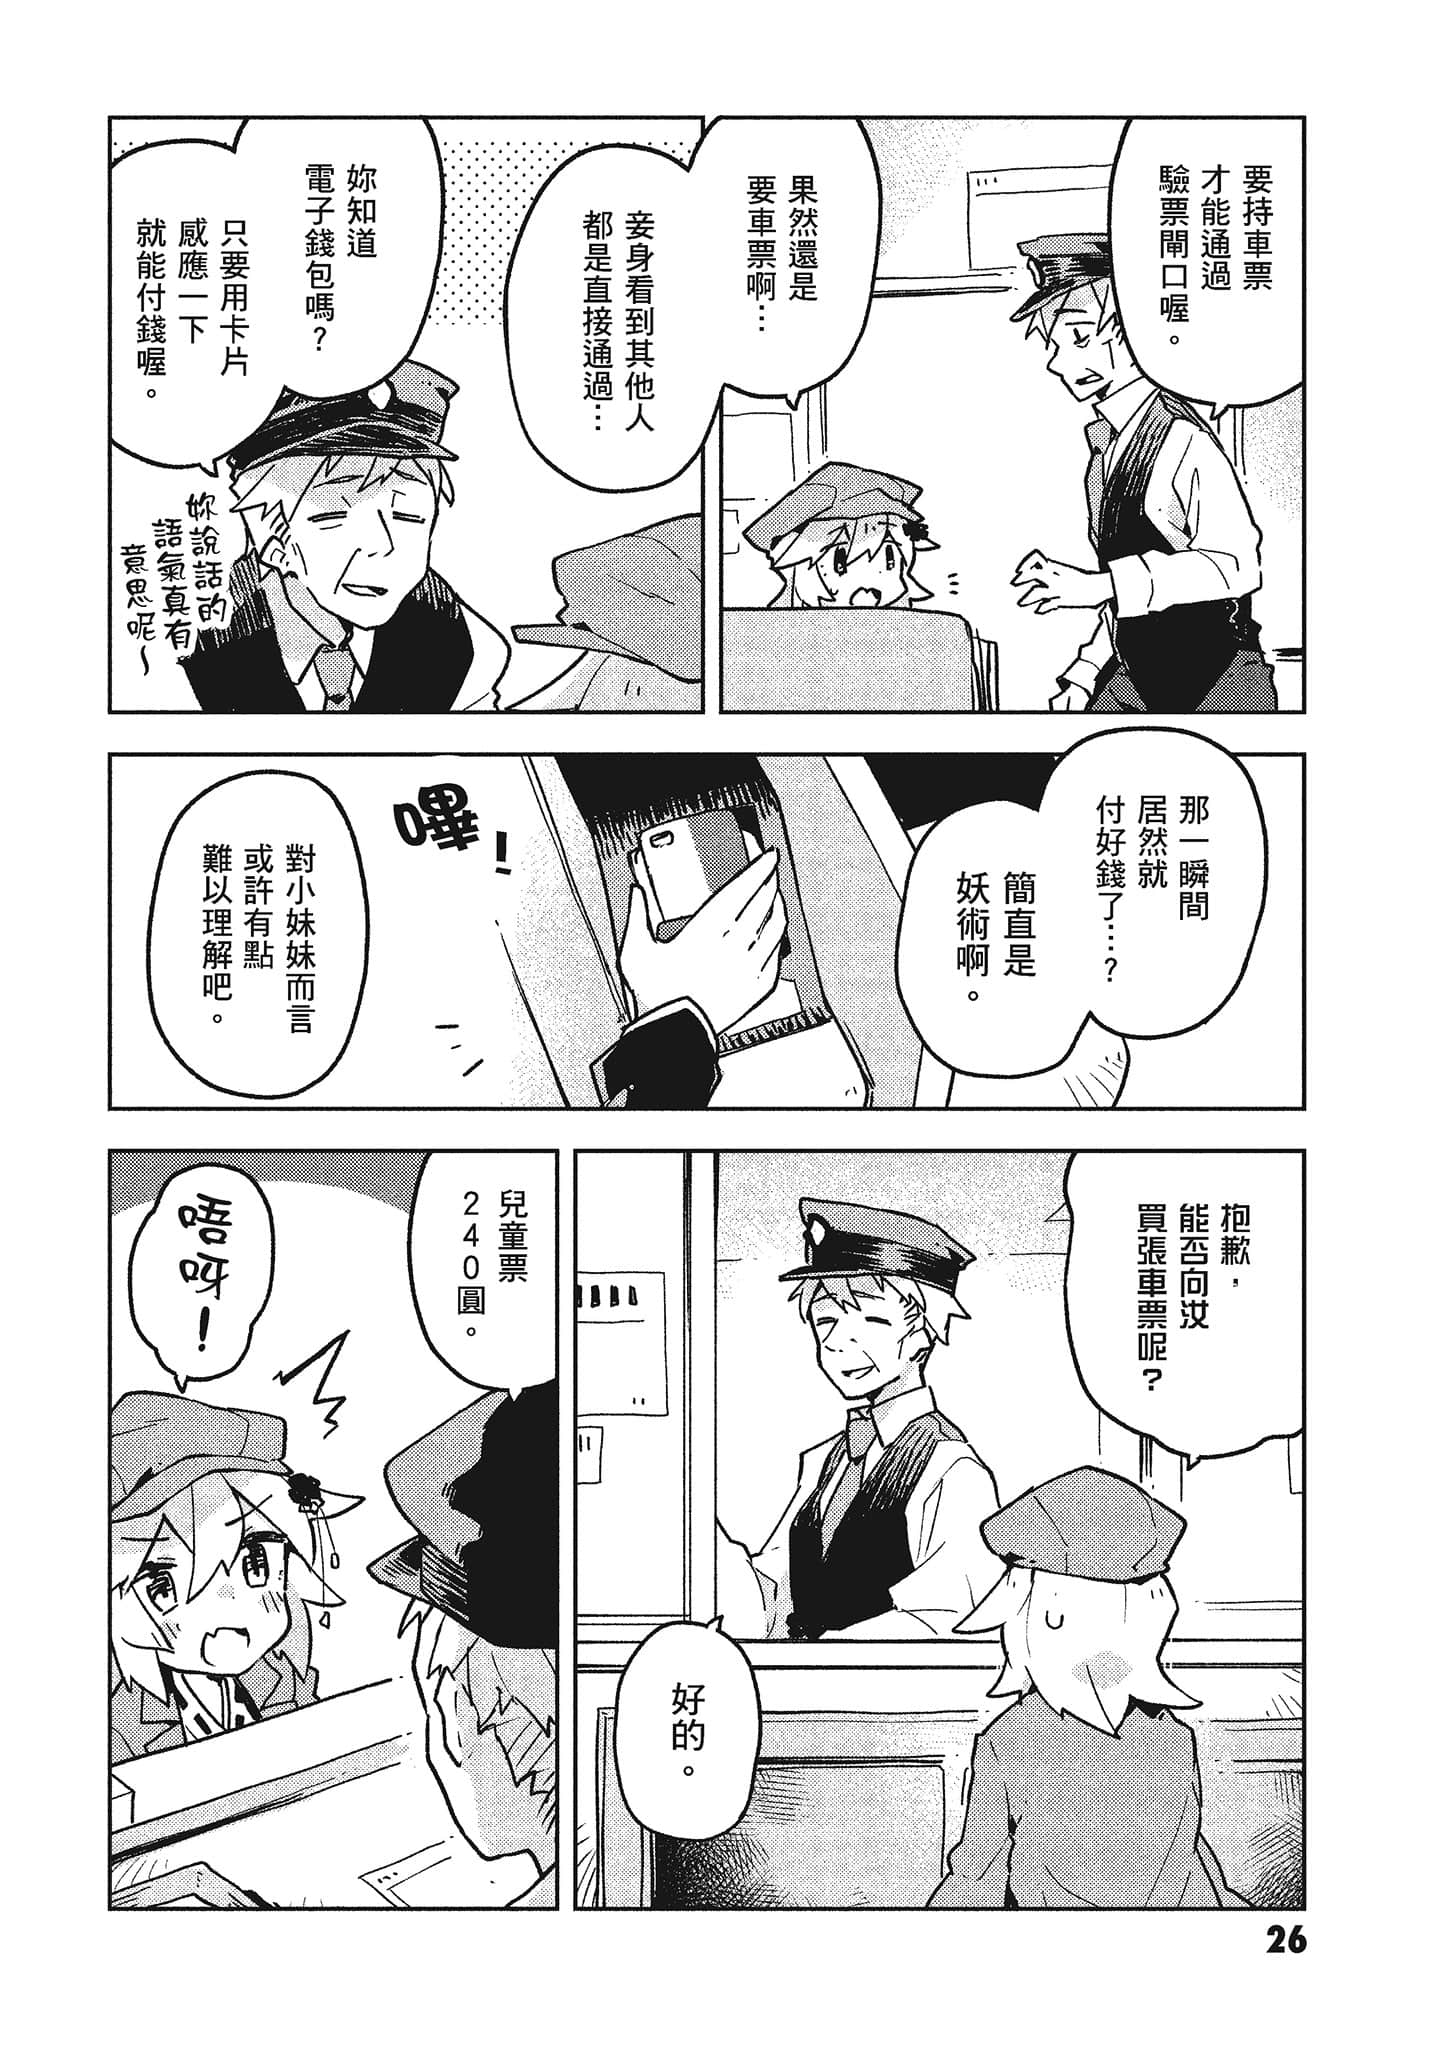 要持車票
才能通過
驗票閘口喔。
果然還是
要車票啊…
妾身看到其他人
都是直接通過…
妳知道
電子錢包嗎？
只要用卡片
感應一下
就能付錢喔。
妳說話的
語氣真有
意思呢～
那一瞬間
居然就
付好錢了…？
簡直是
妖術啊。
嗶！
對小妹妹而言
或許有點
難以理解吧。
抱歉，
能否向汝
買張車票呢？
好的。
兒童票
240圓。
唔呀！
26